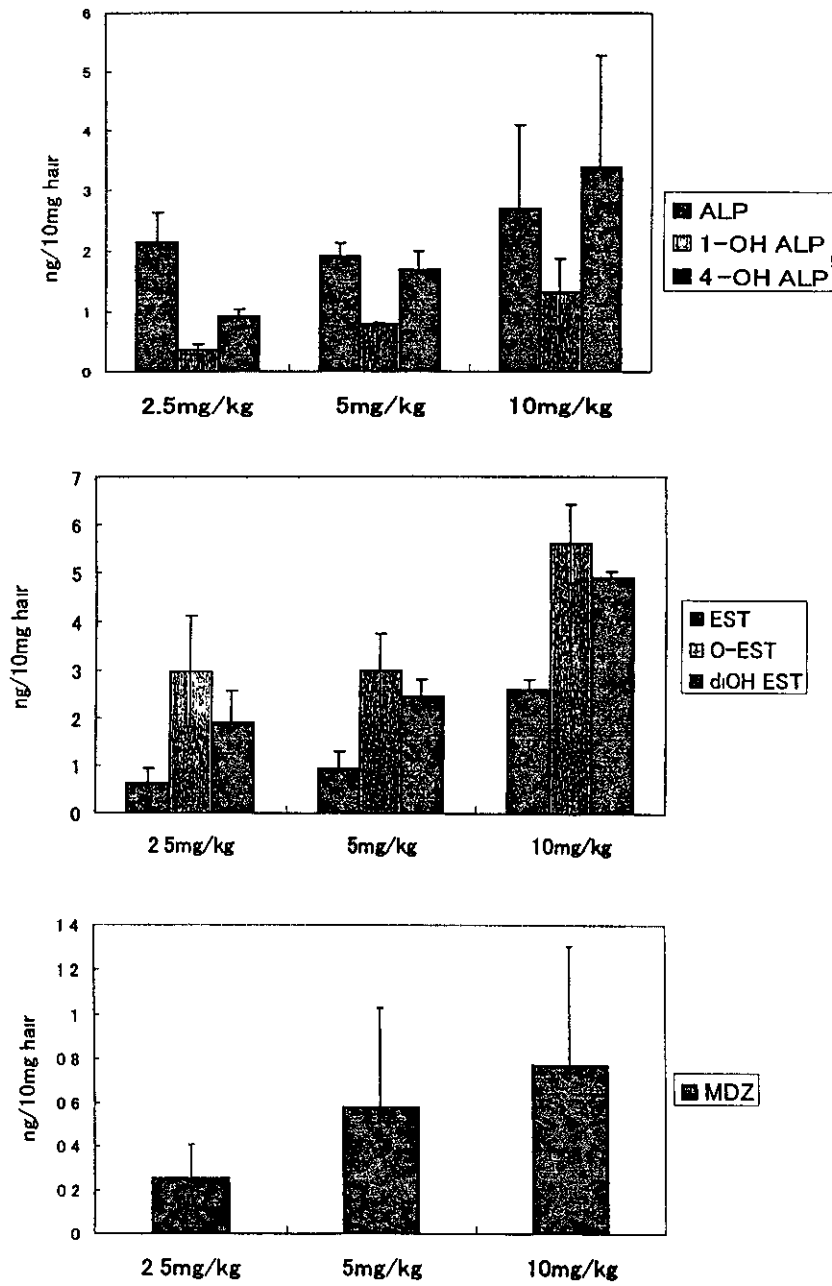 6
5
4
3
2
1
0
ng/10mg hair
2.5mg/kg 5mg/kg 10mg/kg
ALP
1-OH ALP
4-OH ALP
7
6
5
4
3
2
1
0
ng/10mg hair
2 5mg/kg 5mg/kg 10mg/kg
EST
O-EST
diOH EST
1 4
1 2
1
0 8
0 6
0 4
0 2
0
ng/10mg hair
2 5mg/kg 5mg/kg 10mg/kg
MDZ